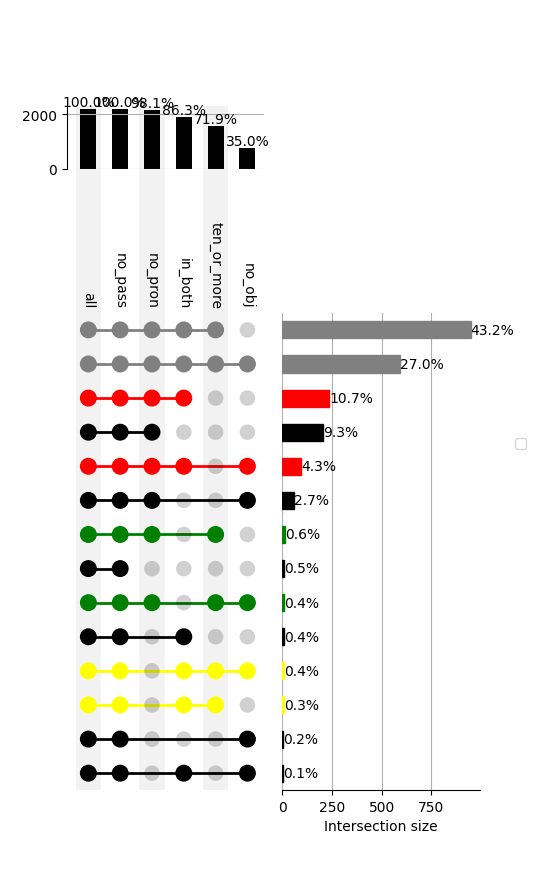 100.0%
100.0%
98.1%
86.3%
71.9%
35.0%
2000
0
all
no_pass
no_pron
in_both
ten_or_more
no_obj
43.2%
27.0%
10.7%
9.3%
4.3%
2.7%
0.6%
0.5%
0.4%
0.4%
0.4%
0.3%
0.2%
0.1%
0 250 500 750
Intersection size